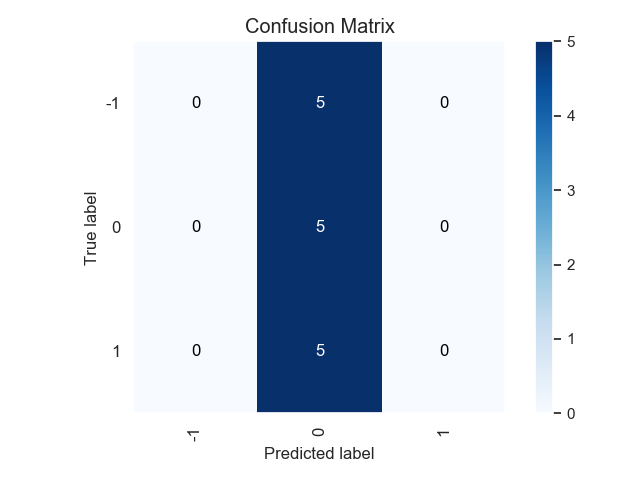 Confusion Matrix
True label
-1 0 5 0
0 0 5 0
1 0 5 0
-1 0 1
Predicted label
5
4
3
2
1
0